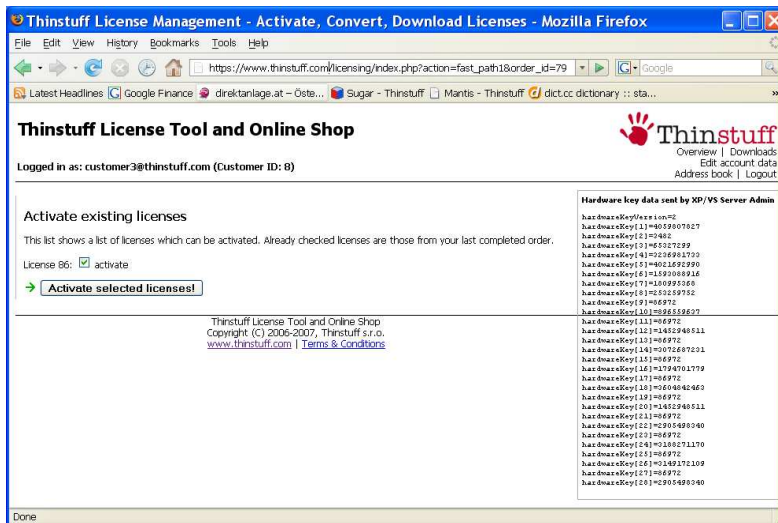 Thinstuff License Management - Activate, Convert, Download Licenses - Mozilla Firefox
File Edit View History Bookmarks Tools Help
https://www.thinstuff.com/licensing/index.php?action=fast_path1&order_id=79
Google
Latest Headlines Google Finance direktanlage.at – Öste... Sugar - Thinstuff Mantis - Thinstuff dict.cc dictionary :: sta... »
Thinstuff License Tool and Online Shop
Thinstuff
Overview | Downloads
Edit account data
Address book | Logout
Logged in as: customer3@thinstuff.com (Customer ID: 8)
Activate existing licenses
This list shows a list of licenses which can be activated. Already checked licenses are those from your last completed order.
License 86: activate
Activate selected licenses!
Thinstuff License Tool and Online Shop
Copyright (C) 2006-2007, Thinstuff s.r.o.
www.thinstuff.com | Terms & Conditions
Hardware key data sent by XP/VS Server Admin
hardwareKeyVersion=2
hardwareKey[1]=4059807827
hardwareKey[2]=3482
hardwareKey[3]=65327299
hardwareKey[4]=3236981733
hardwareKey[5]=4021692990
hardwareKey[6]=1593088916
hardwareKey[7]=180995368
hardwareKey[8]=253259752
hardwareKey[9]=86972
hardwareKey[10]=896559637
hardwareKey[11]=86972
hardwareKey[12]=1452948511
hardwareKey[13]=86972
hardwareKey[14]=3072687231
hardwareKey[15]=86972
hardwareKey[16]=1794701779
hardwareKey[17]=86972
hardwareKey[18]=3604842463
hardwareKey[19]=86972
hardwareKey[20]=1452948511
hardwareKey[21]=86972
hardwareKey[22]=2905498340
hardwareKey[23]=86972
hardwareKey[24]=3188271170
hardwareKey[25]=86972
hardwareKey[26]=3149172109
hardwareKey[27]=86972
hardwareKey[28]=2905498340
Done